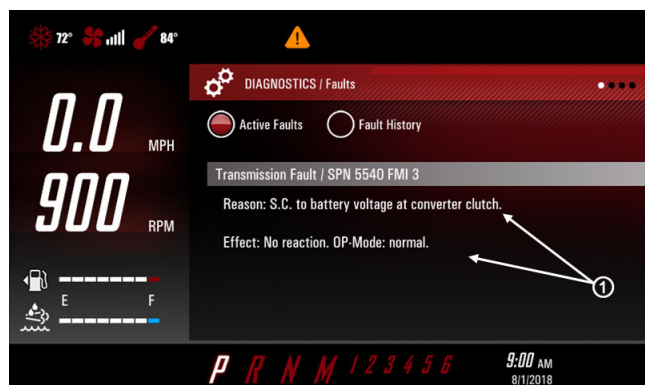 72° 84°
DIAGNOSTICS / Faults
Active Faults Fault History
0.0 MPH
Transmission Fault / SPN 5540 FMI 3
Reason: S.C. to battery voltage at converter clutch.
900 RPM
Effect: No reaction. OP-Mode: normal.
1
E F
P R N M 1 2 3 4 5 6
9:00 AM
8/1/2018